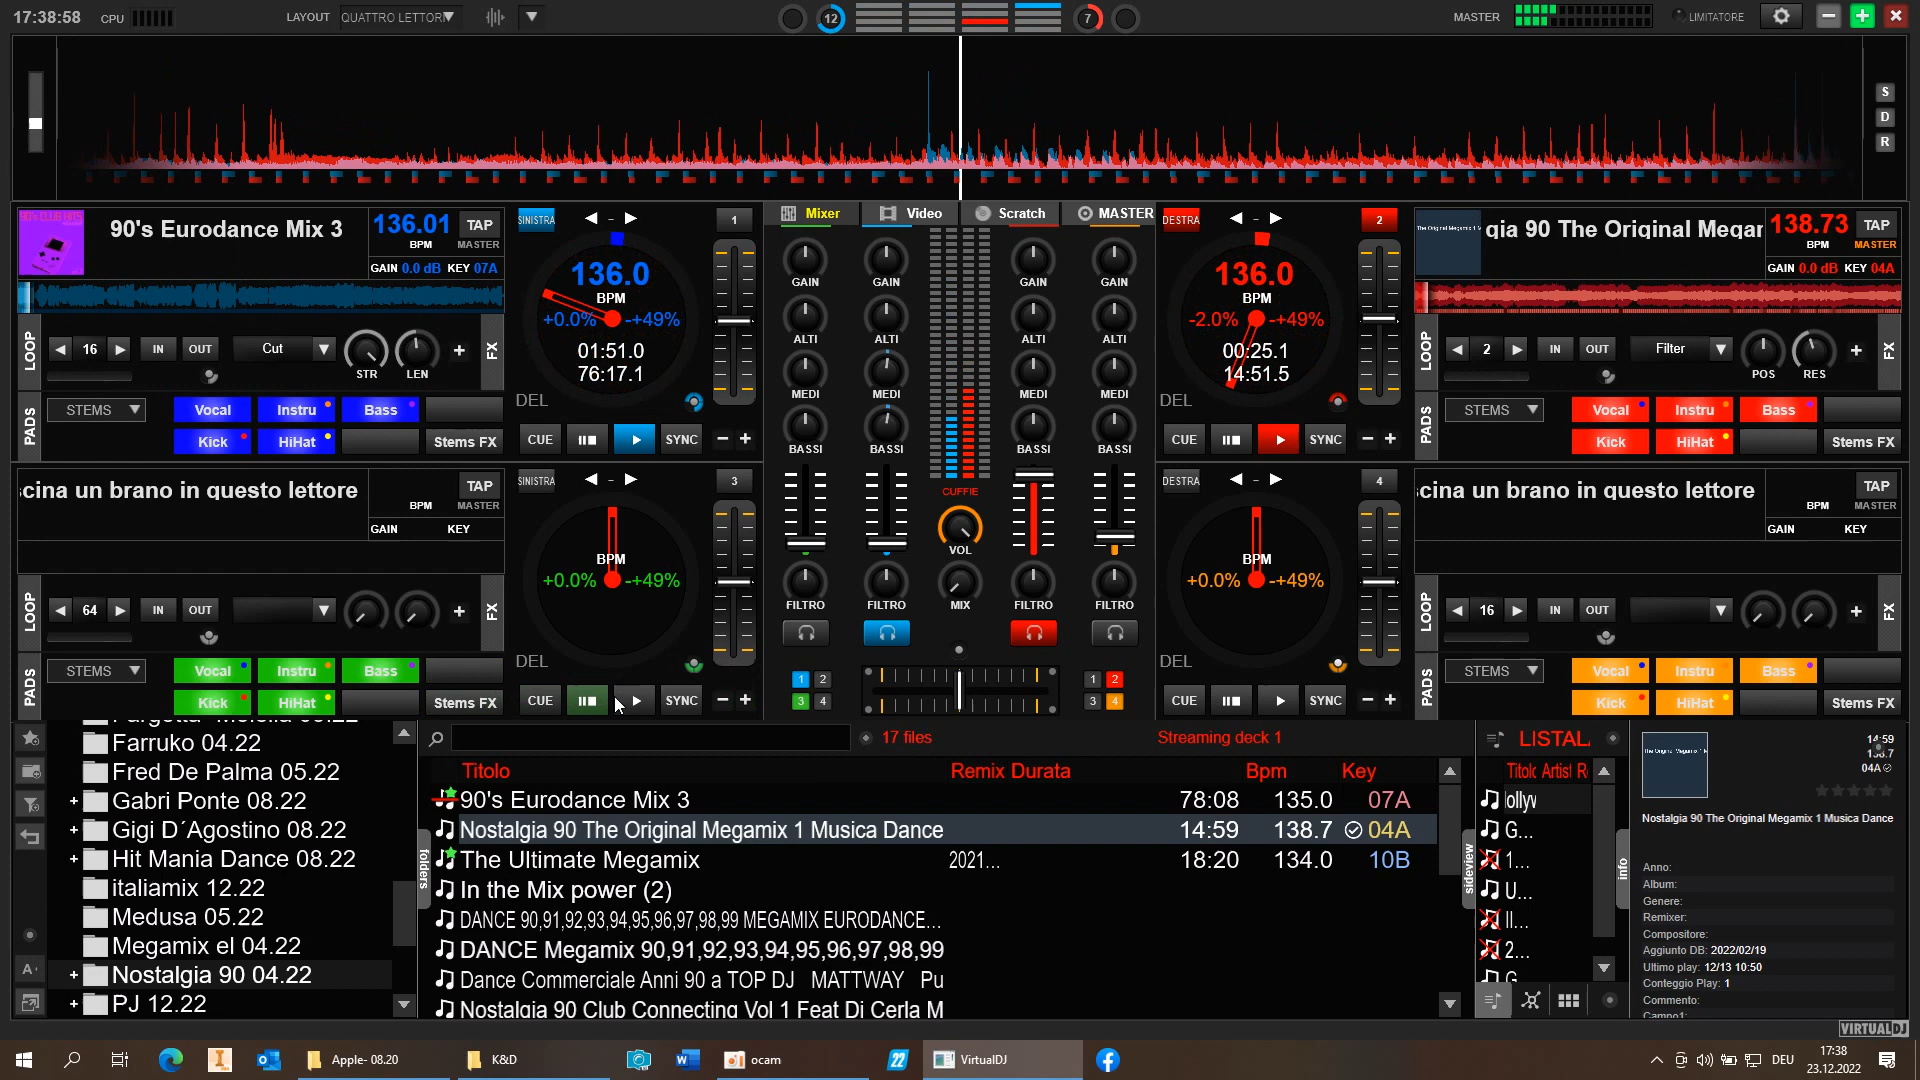 17:38:58
CPU
LAYOUT
QUATTRO LETTORI
12
7
MASTER
LIMITATORE
S
D
R
90's Eurodance Mix 3
136.01
BPM
TAP
MASTER
GAIN 0.0 dB KEY 07A
LOOP
16
IN
OUT
Cut
STR
LEN
FX
PADS
STEMS
Vocal
Instru
Bass
Kick
HiHat
Stems FX
SINISTRA
1
136.0
BPM
+0.0%
-+49%
01:51.0
76:17.1
DEL
CUE
SYNC
Mixer
Video
Scratch
MASTER
GAIN
GAIN
GAIN
GAIN
ALTI
ALTI
ALTI
ALTI
MEDI
MEDI
MEDI
MEDI
BASSI
BASSI
BASSI
BASSI
CUFFIE
VOL
FILTRO
FILTRO
MIX
FILTRO
FILTRO
1 2
3 4
1 2
3 4
DESTRA
2
136.0
BPM
-2.0%
-+49%
00:25.1
14:51.5
DEL
CUE
SYNC
gia 90 The Original Megar
138.73
BPM
TAP
MASTER
GAIN 0.0 dB KEY 04A
LOOP
2
IN
OUT
Filter
POS
RES
FX
PADS
STEMS
Vocal
Instru
Bass
Kick
HiHat
Stems FX
cina un brano in questo lettore
BPM
TAP
MASTER
GAIN
KEY
LOOP
64
IN
OUT
FX
PADS
STEMS
Vocal
Instru
Bass
Kick
HiHat
Stems FX
SINISTRA
3
BPM
+0.0%
-+49%
DEL
CUE
SYNC
DESTRA
4
BPM
+0.0%
-+49%
DEL
CUE
SYNC
cina un brano in questo lettore
BPM
TAP
MASTER
GAIN
KEY
LOOP
16
IN
OUT
FX
PADS
STEMS
Vocal
Instru
Bass
Kick
HiHat
Stems FX
Farruko 04.22
Fred De Palma 05.22
Gabri Ponte 08.22
Gigi D´Agostino 08.22
Hit Mania Dance 08.22
italiamix 12.22
Medusa 05.22
Megamix el 04.22
Nostalgia 90 04.22
PJ 12.22
folders
17 files
Streaming deck 1
Titolo Remix Durata Bpm Key
90's Eurodance Mix 3 78:08 135.0 07A
Nostalgia 90 The Original Megamix 1 Musica Dance 14:59 138.7 04A
The Ultimate Megamix 2021... 18:20 134.0 10B
In the Mix power (2)
DANCE 90,91,92,93,94,95,96,97,98,99 MEGAMIX EURODANCE...
DANCE Megamix 90,91,92,93,94,95,96,97,98,99
Dance Commerciale Anni 90 a TOP DJ MATTWAY Pu
Nostalgia 90 Club Connecting Vol 1 Feat Di Cerla M
sideview
LISTAL
Titolo Artist R
ollyv
G...
1...
U...
II...
2...
G
info
14:59
138.7
04A
Nostalgia 90 The Original Megamix 1 Musica Dance
Anno:
Album:
Genere:
Remixer:
Compositore:
Aggiunto DB: 2022/02/19
Ultimo play: 12/13 10:50
Conteggio Play: 1
Commento:
Campo1:
VIRTUALDJ
Apple- 08.20
K&D
ocam
22
VirtualDJ
DEU
17:38
23.12.2022